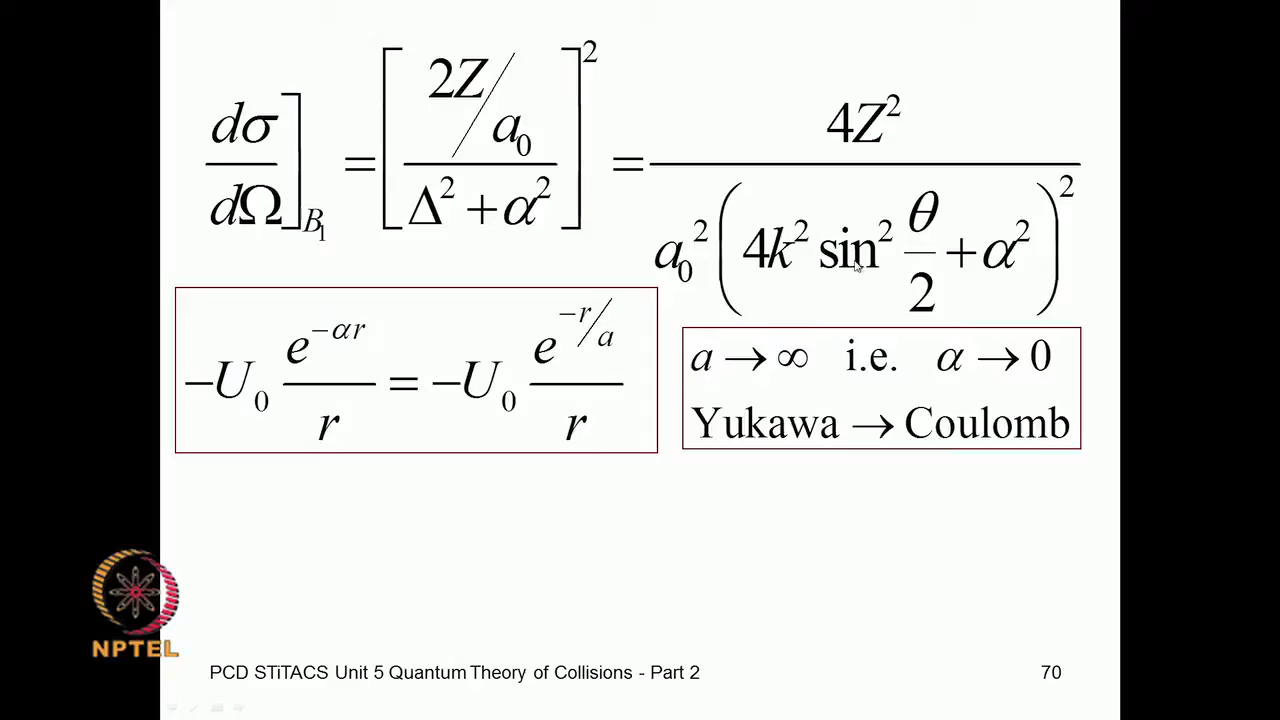 dσ/dΩ]_{B_1} = [(2Z/a_0)/(Δ^2 + α^2)]^2 = 4Z^2/(a_0^2(4k^2 sin^2 θ/2 + α^2)^2)
-U_0 e^{-αr}/r = -U_0 e^{-r/a}/r
a → ∞ i.e. α → 0
Yukawa → Coulomb
NPTEL
PCD STiTACS Unit 5 Quantum Theory of Collisions - Part 2
70